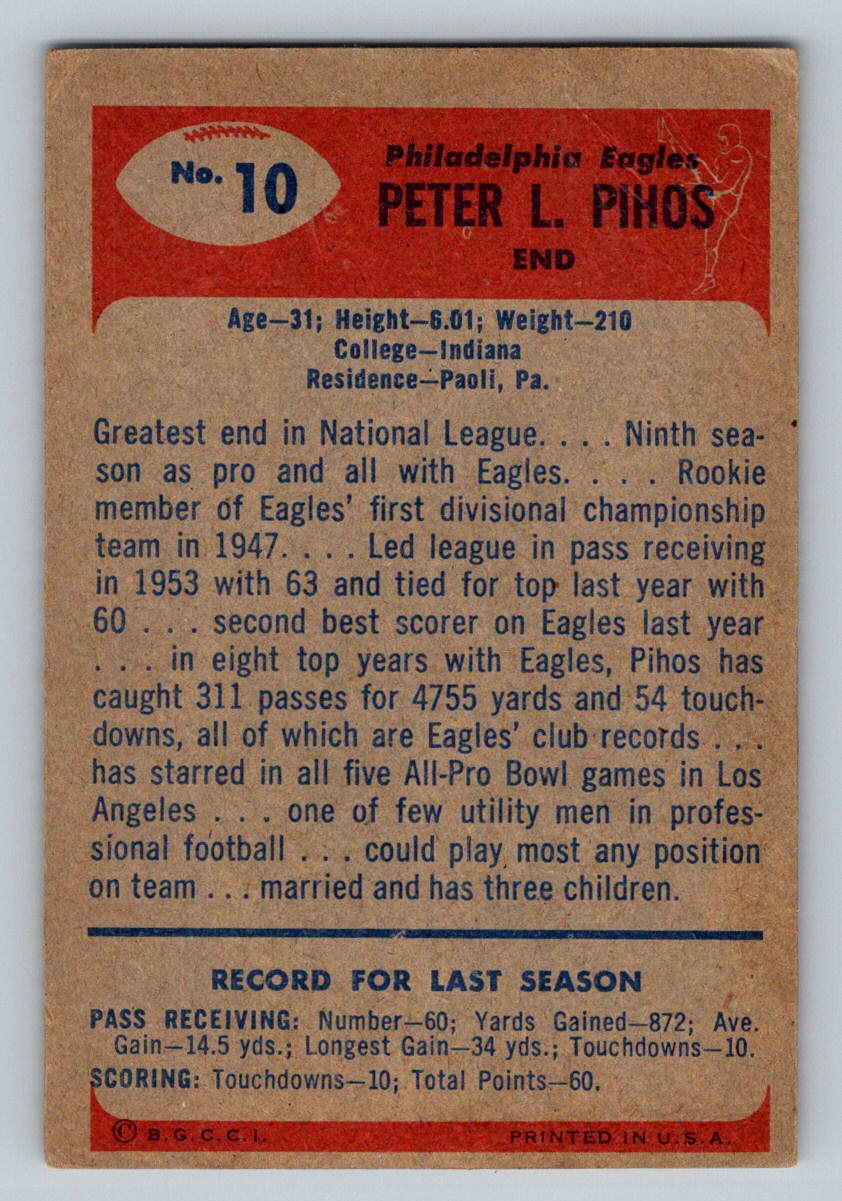 No. 10
Philadelphia Eagles
PETER L. PIHOS
END
Age—31; Height—6.01; Weight—210
College—Indiana
Residence—Paoli, Pa.
Greatest end in National League. . . . Ninth sea-
son as pro and all with Eagles. . . . Rookie
member of Eagles' first divisional championship
team in 1947. . . . Led league in pass receiving
in 1953 with 63 and tied for top last year with
60 . . . second best scorer on Eagles last year
. . . in eight top years with Eagles, Pihos has
caught 311 passes for 4755 yards and 54 touch-
downs, all of which are Eagles' club records . . .
has starred in all five All-Pro Bowl games in Los
Angeles . . . one of few utility men in profes-
sional football . . . could play most any position
on team . . . married and has three children.
RECORD FOR LAST SEASON
PASS RECEIVING: Number—60; Yards Gained—872; Ave.
Gain—14.5 yds.; Longest Gain—34 yds.; Touchdowns—10.
SCORING: Touchdowns—10; Total Points—60.
© B.G.C.C.I. PRINTED IN U.S.A.